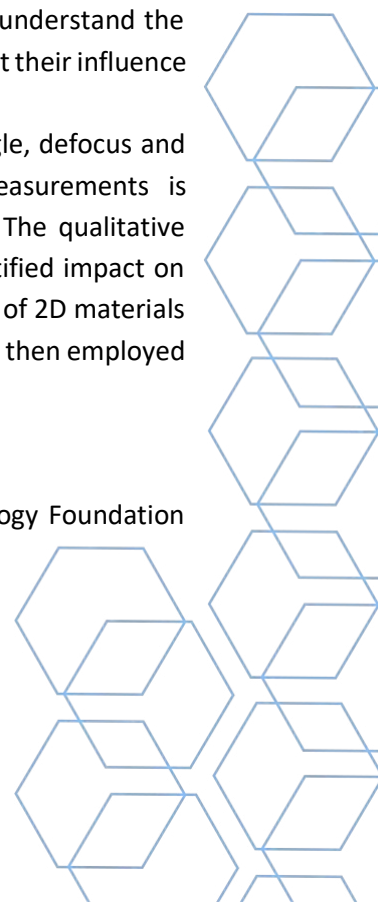 understand the
t their influence
gle, defocus and
easurements is
The qualitative
tified impact on
of 2D materials
then employed
ogy Foundation